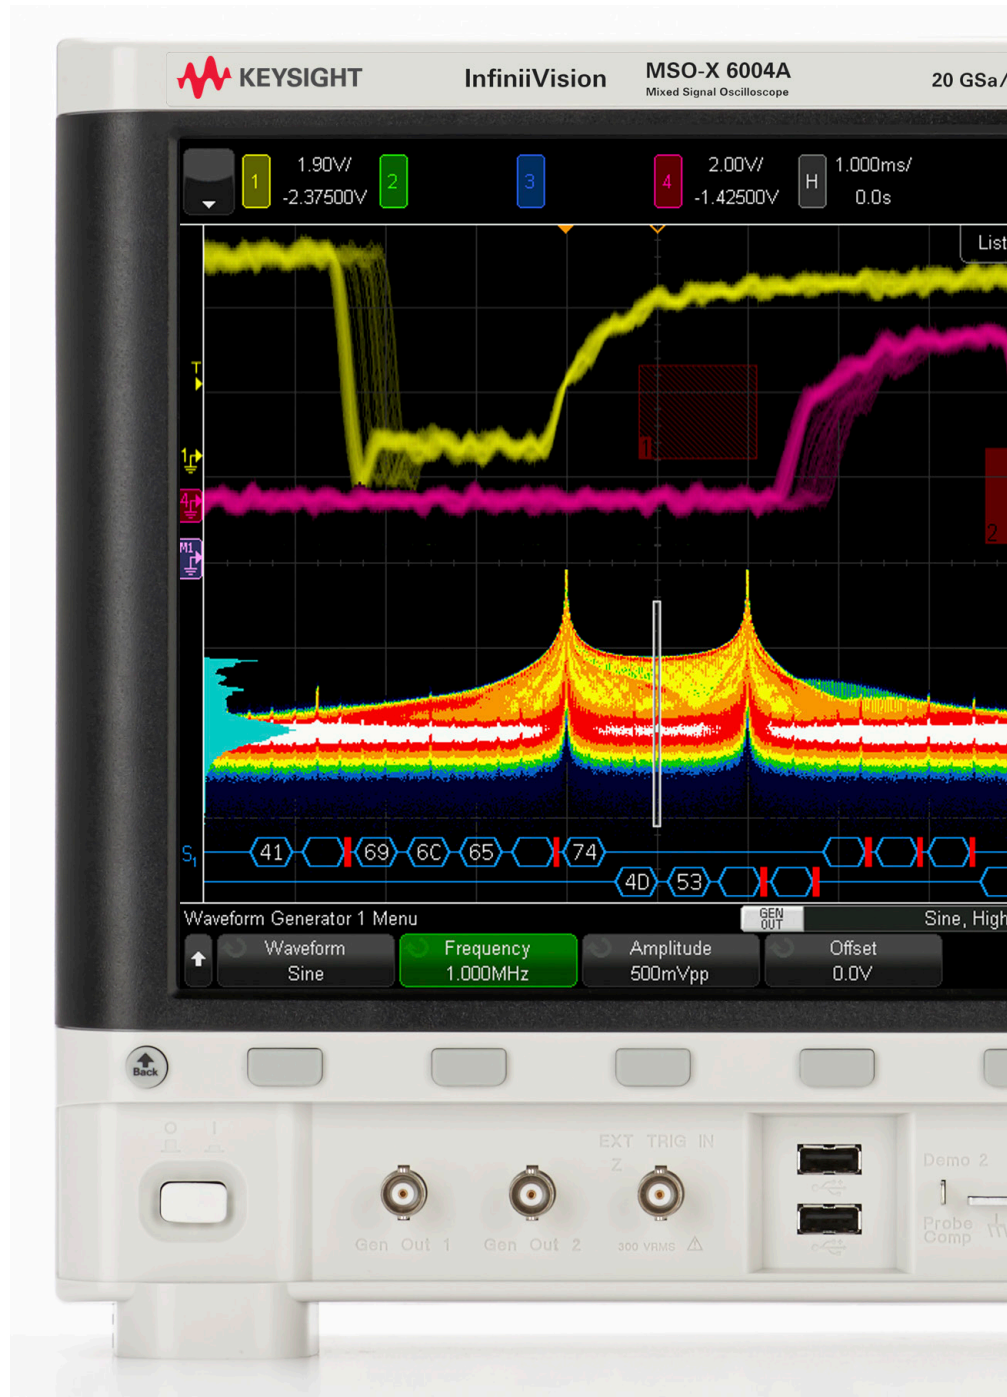 KEYSIGHT InfiniiVision MSO-X 6004A 20 GSa/
Mixed Signal Oscilloscope
1 1.90V/ 2 3 4 2.00V/ H 1.000ms/
-2.37500V -1.42500V 0.0s
List
T
1
1
4
2
M1
S1 41 69 6C 65 74
4D 53
Waveform Generator 1 Menu GEN OUT Sine, High
Waveform Frequency Amplitude Offset
Sine 1.000MHz 500mVpp 0.0V
Back
O I
EXT TRIG IN
Z
Demo 2
Probe Comp
Gen Out 1 Gen Out 2 300 VRMS